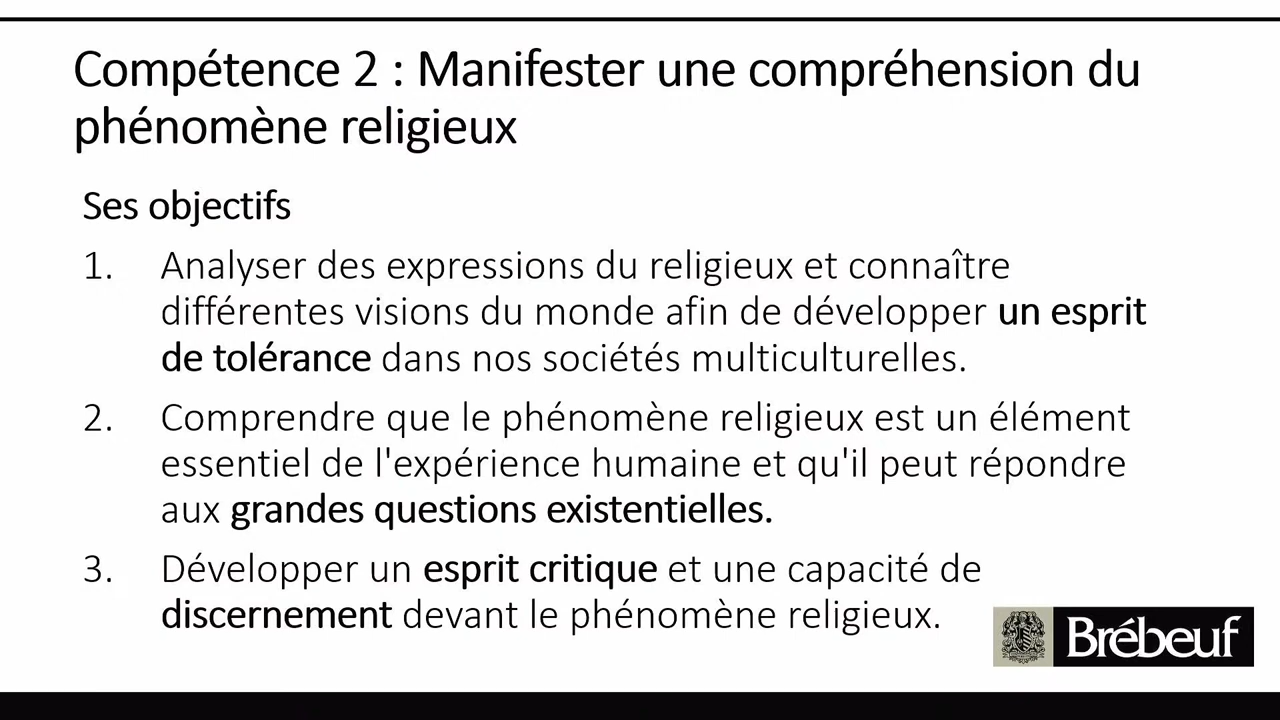 Compétence 2 : Manifester une compréhension du
phénomène religieux
Ses objectifs
1. Analyser des expressions du religieux et connaître
différentes visions du monde afin de développer un esprit
de tolérance dans nos sociétés multiculturelles.
2. Comprendre que le phénomène religieux est un élément
essentiel de l'expérience humaine et qu'il peut répondre
aux grandes questions existentielles.
3. Développer un esprit critique et une capacité de
discernement devant le phénomène religieux.
Brébeuf